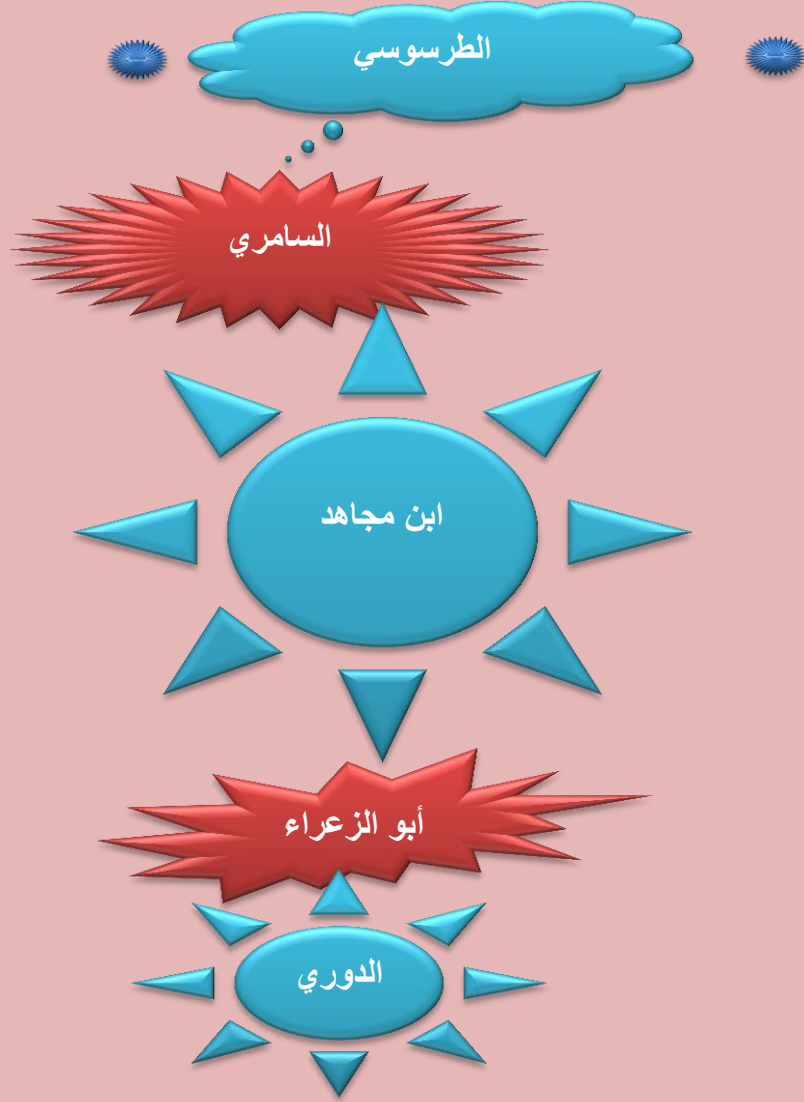 الطرسوسي
السامري
ابن مجاهد
أبو الزعراء
الدوري